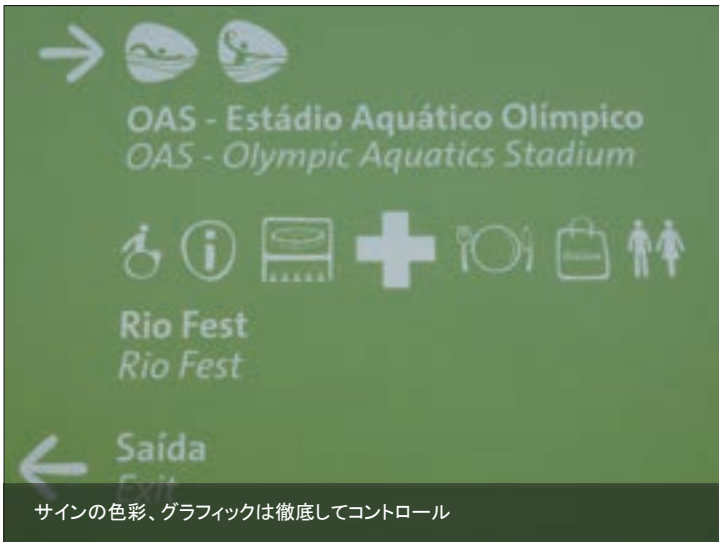 OAS - Estádio Aquático Olímpico
OAS - Olympic Aquatics Stadium
Rio Fest
Rio Fest
Saída
Exit
サインの色彩、グラフィックは徹底してコントロール